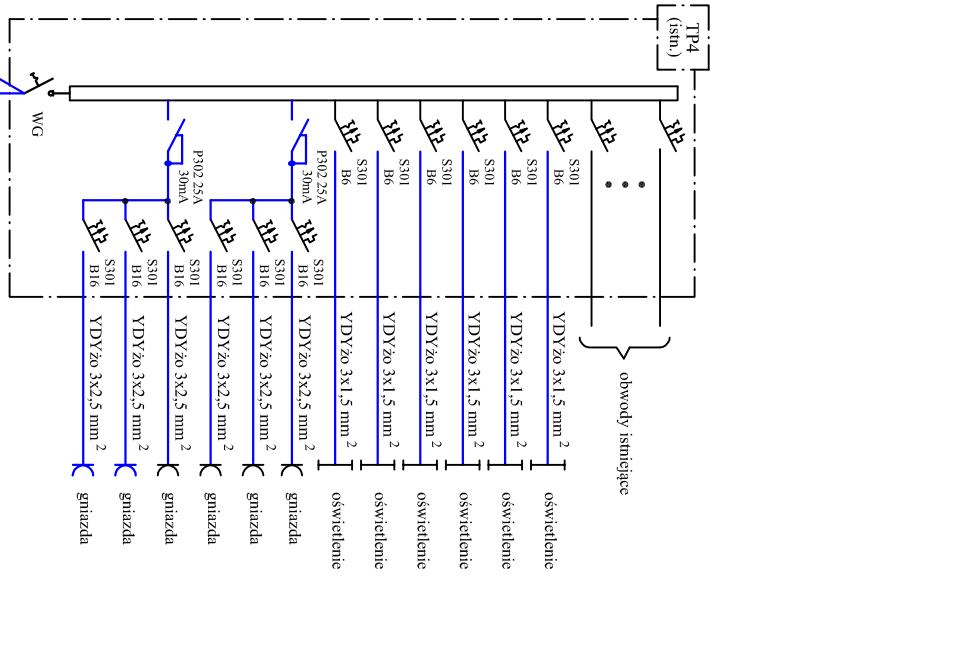 TP4
(istn.)
obwody istniejące
S301
B6
YDYżo 3x1,5 mm 2
oświetlenie
S301
B6
YDYżo 3x1,5 mm 2
oświetlenie
S301
B6
YDYżo 3x1,5 mm 2
oświetlenie
S301
B6
YDYżo 3x1,5 mm 2
oświetlenie
S301
B6
YDYżo 3x1,5 mm 2
oświetlenie
S301
B6
YDYżo 3x1,5 mm 2
oświetlenie
P302 25A
30mA
S301
B16
YDYżo 3x2,5 mm 2
gniazda
S301
B16
YDYżo 3x2,5 mm 2
gniazda
S301
B16
YDYżo 3x2,5 mm 2
gniazda
P302 25A
30mA
S301
B16
YDYżo 3x2,5 mm 2
gniazda
S301
B16
YDYżo 3x2,5 mm 2
gniazda
S301
B16
YDYżo 3x2,5 mm 2
gniazda
WG